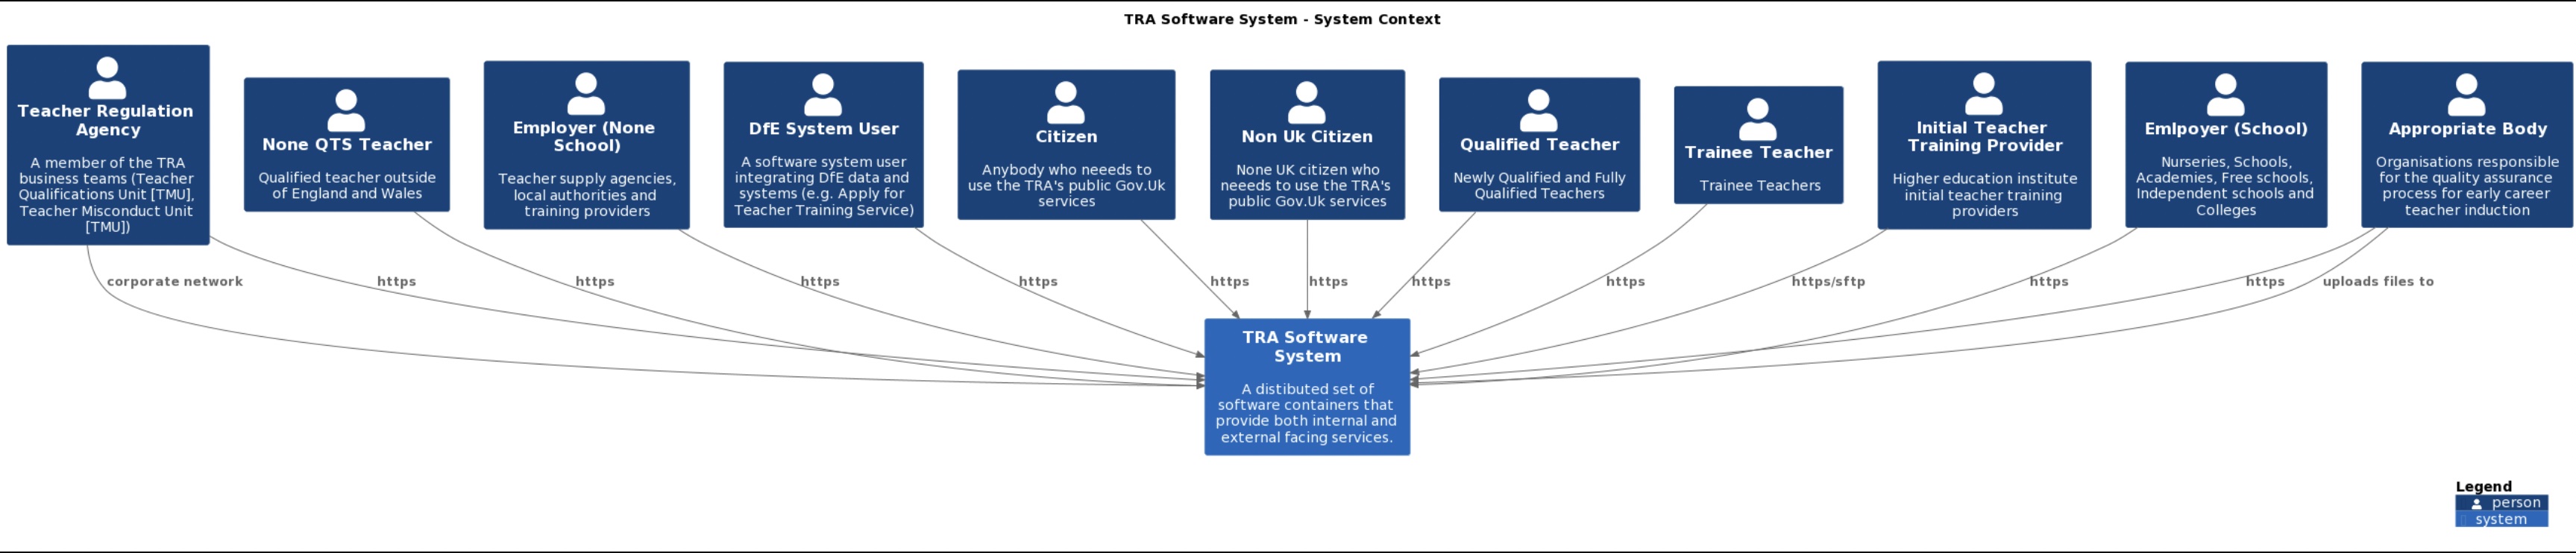 TRA Software System - System Context
Teacher Regulation
Agency
A member of the TRA
business teams (Teacher
Qualifications Unit [TMU],
Teacher Misconduct Unit
[TMU])
None QTS Teacher
Qualified teacher outside
of England and Wales
Employer (None
School)
Teacher supply agencies,
local authorities and
training providers
DfE System User
A software system user
integrating DfE data and
systems (e.g. Apply for
Teacher Training Service)
Citizen
Anybody who neeeds to
use the TRA's public Gov.Uk
services
Non Uk Citizen
None UK citizen who
neeeds to use the TRA's
public Gov.Uk services
Qualified Teacher
Newly Qualified and Fully
Qualified Teachers
Trainee Teacher
Trainee Teachers
Initial Teacher
Training Provider
Higher education institute
initial teacher training
providers
Emlpoyer (School)
Nurseries, Schools,
Academies, Free schools,
Independent schools and
Colleges
Appropriate Body
Organisations responsible
for the quality assurance
process for early career
teacher induction
corporate network
https
https
https
https
https
https
https
https
https/sftp
https
https
uploads files to
TRA Software
System
A distibuted set of
software containers that
provide both internal and
external facing services.
Legend
person
system